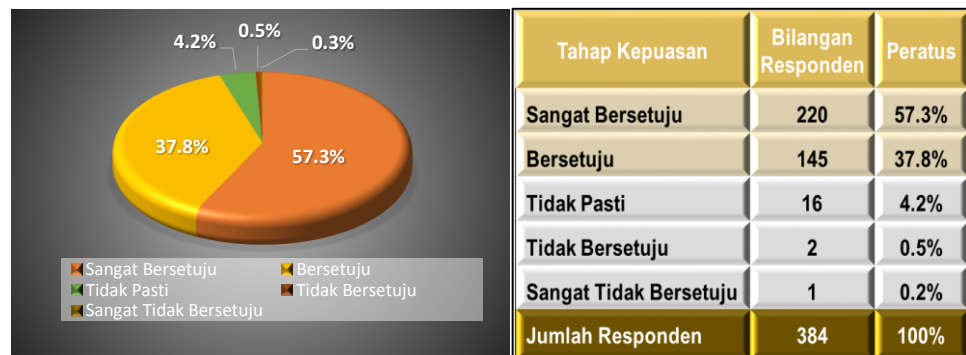 4.2%
0.5%
0.3%
37.8%
57.3%
Sangat Bersetuju
Bersetuju
Tidak Pasti
Tidak Bersetuju
Sangat Tidak Bersetuju
Tahap Kepuasan Bilangan Responden Peratus
Sangat Bersetuju 220 57.3%
Bersetuju 145 37.8%
Tidak Pasti 16 4.2%
Tidak Bersetuju 2 0.5%
Sangat Tidak Bersetuju 1 0.2%
Jumlah Responden 384 100%